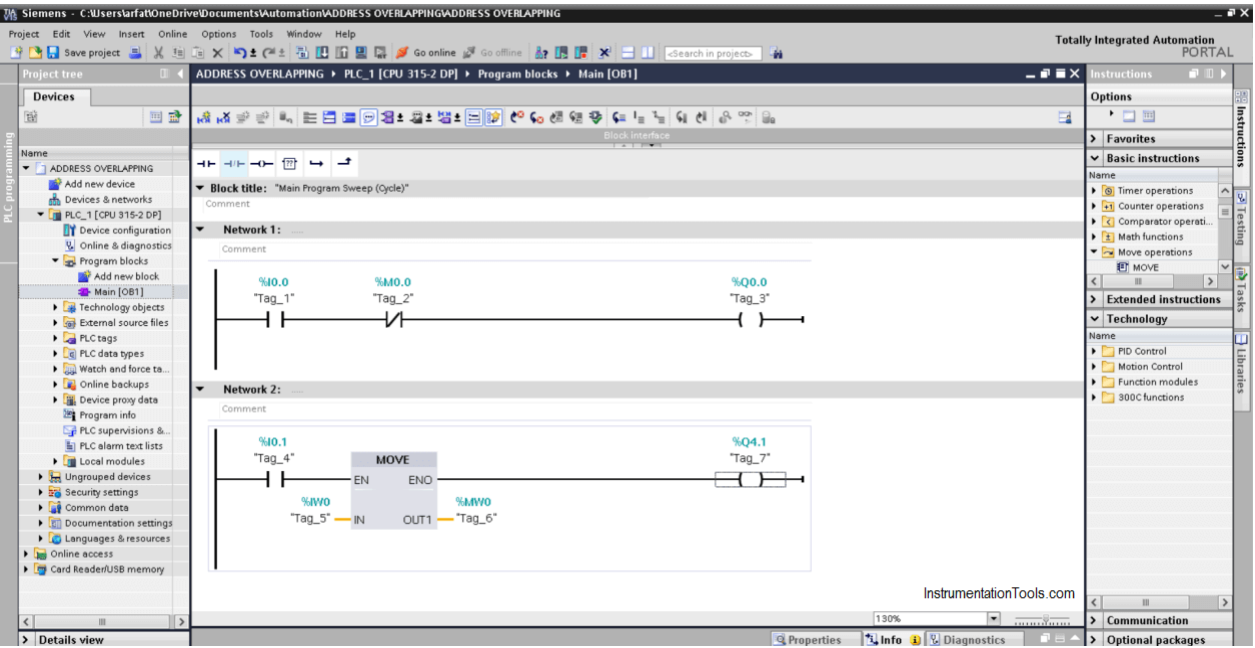 Siemens - C:\Users\arfat\OneDrive\Documents\Automation\ADDRESS OVERLAPPING\ADDRESS OVERLAPPING
Project Edit View Insert Online Options Tools Window Help
Totally Integrated Automation
PORTAL
Save project Go online Go offline <Search in project>
Project tree
ADDRESS OVERLAPPING PLC_1 [CPU 315-2 DP] Program blocks Main [OB1]
Instructions
Devices
Options
Block interface
PLC programming
Name
ADDRESS OVERLAPPING
Add new device
Devices & networks
PLC_1 [CPU 315-2 DP]
Device configuration
Online & diagnostics
Program blocks
Add new block
Main [OB1]
Technology objects
External source files
PLC tags
PLC data types
Watch and force ta...
Online backups
Device proxy data
Program info
PLC supervisions &...
PLC alarm text lists
Local modules
Ungrouped devices
Security settings
Common data
Documentation settings
Languages & resources
Online access
Card Reader/USB memory
Details view
??
Block title: "Main Program Sweep (Cycle)"
Comment
Network 1: ....
Comment
%I0.0 %M0.0 %Q0.0
"Tag_1" "Tag_2" "Tag_3"
Network 2: ....
Comment
%I0.1 %Q4.1
"Tag_4" MOVE "Tag_7"
EN ENO
%IW0 %MW0
"Tag_5" IN OUT1 "Tag_6"
InstrumentationTools.com
130%
Properties Info Diagnostics
Favorites
Basic instructions
Name
Timer operations
Counter operations
Comparator operati...
Math functions
Move operations
MOVE
Extended instructions
Technology
Name
PID Control
Motion Control
Function modules
300C functions
Communication
Optional packages
Instructions
Testing
Tasks
Libraries